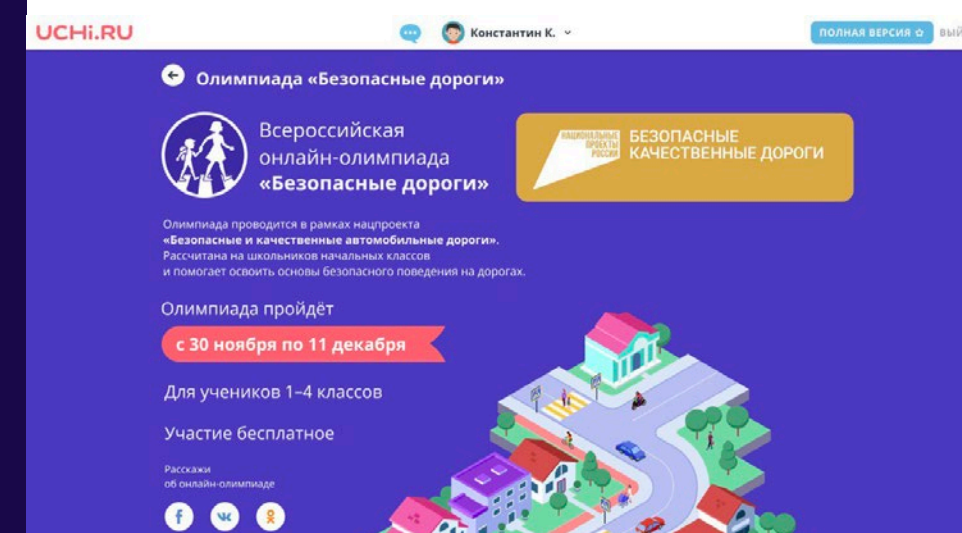 UCHi.RU
Константин К.
ПОЛНАЯ ВЕРСИЯ
ВЫЙ
Олимпиада «Безопасные дороги»
Всероссийская
онлайн-олимпиада
«Безопасные дороги»
НАЦИОНАЛЬНЫЕ
ПРОЕКТЫ
РОССИИ
БЕЗОПАСНЫЕ
КАЧЕСТВЕННЫЕ ДОРОГИ
Олимпиада проводится в рамках нацпроекта
«Безопасные и качественные автомобильные дороги».
Рассчитана на школьников начальных классов
и помогает освоить основы безопасного поведения на дорогах.
Олимпиада пройдёт
с 30 ноября по 11 декабря
Для учеников 1–4 классов
Участие бесплатное
Расскажи
об онлайн-олимпиаде